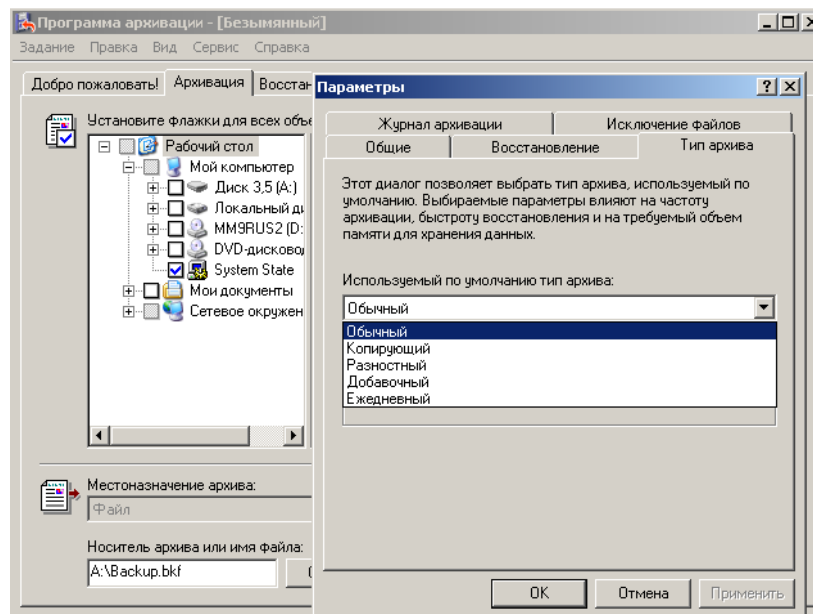 Программа архивации - [Безымянный]
Задание Правка Вид Сервис Справка
Добро пожаловать! Архивация Восстан
Установите флажки для всех объе
Рабочий стол
Мой компьютер
Диск 3,5 (A:)
Локальный ди
MM9RUS2 (D:
DVD-дисковод
System State
Мои документы
Сетевое окружен
Местоназначение архива:
Файл
Носитель архива или имя файла:
A:\Backup.bkf
Параметры
Журнал архивации Исключение файлов
Общие Восстановление Тип архива
Этот диалог позволяет выбрать тип архива, используемый по
умолчанию. Выбираемые параметры влияют на частоту
архивации, быстроту восстановления и на требуемый объем
памяти для хранения данных.
Используемый по умолчанию тип архива:
Обычный
Обычный
Копирующий
Разностный
Добавочный
Ежедневный
OK Отмена Применить